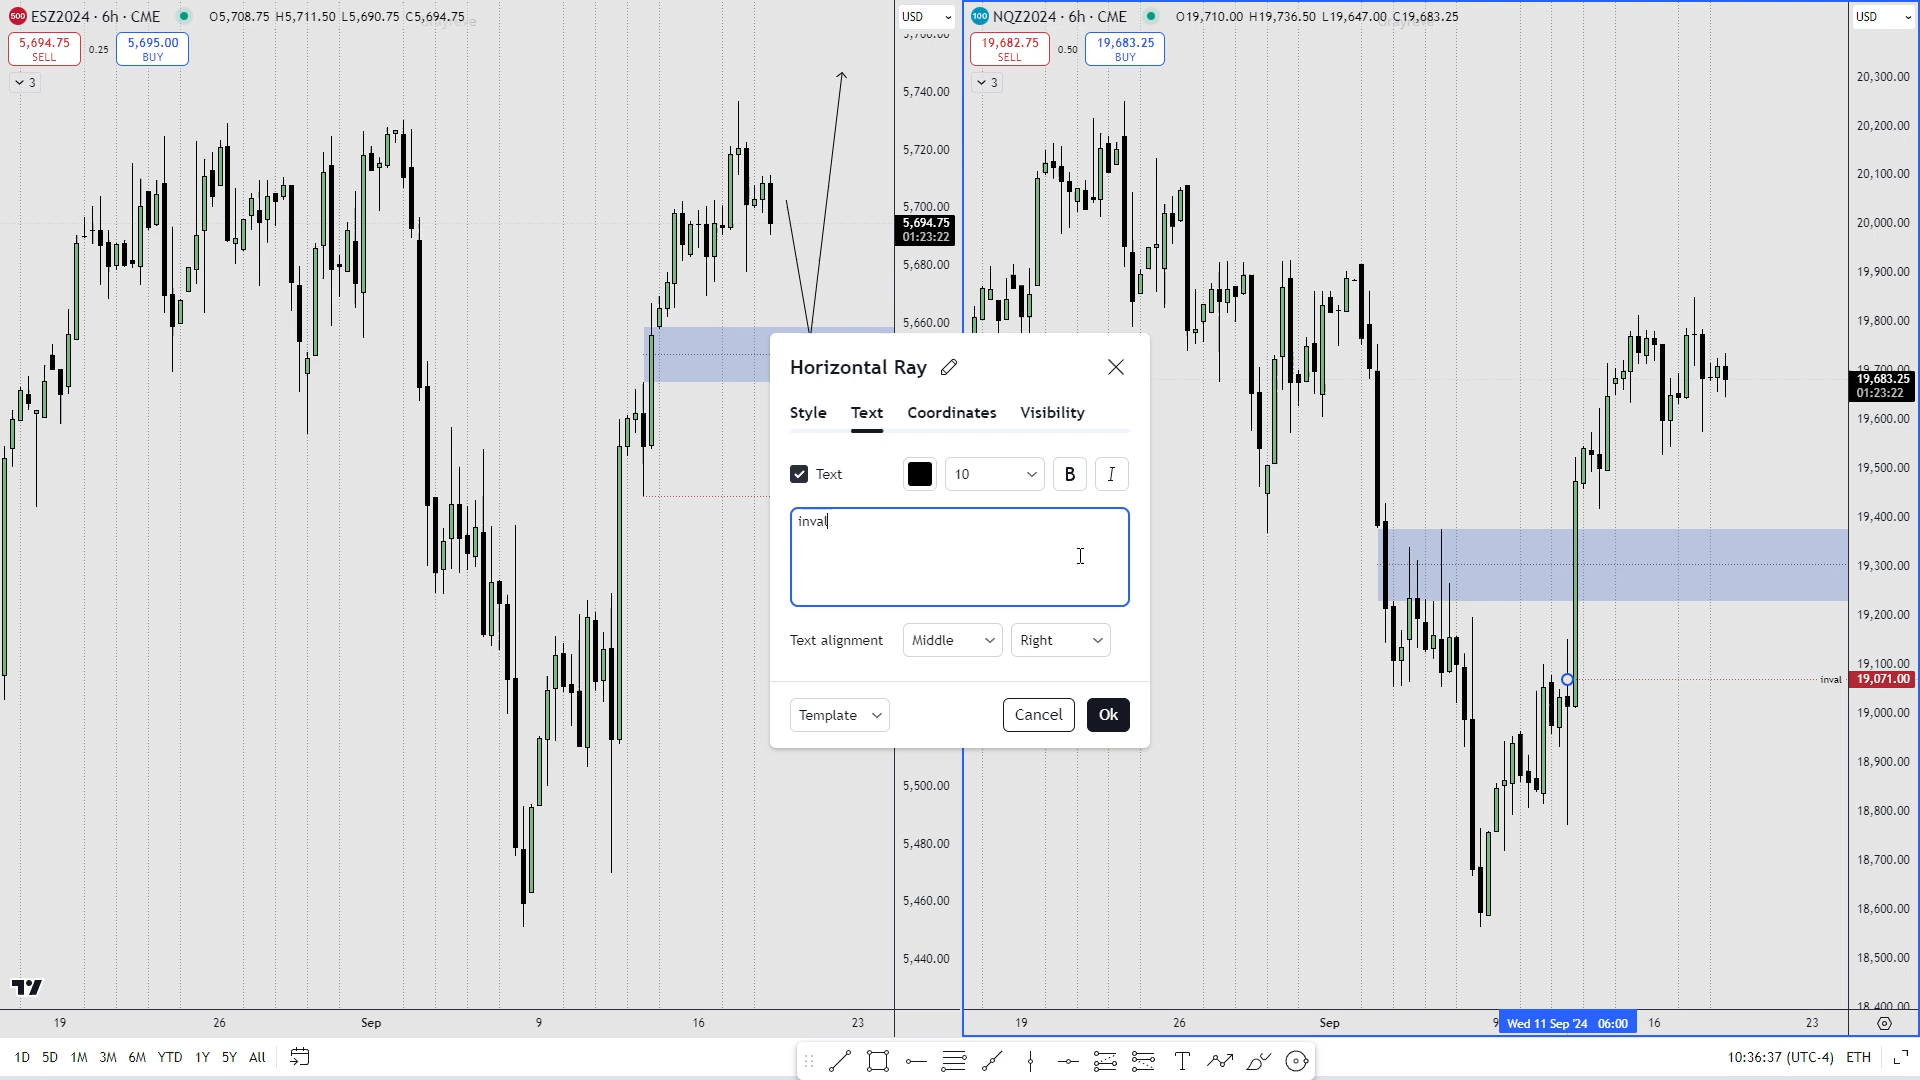 500 ESZ2024 · 6h · CME O5,708.75 H5,711.50 L5,690.75 C5,694.75
USD
5,694.75
SELL
0.25
5,695.00
BUY
3
5,740.00
5,720.00
5,700.00
5,694.75
01:23:22
5,680.00
5,660.00
5,500.00
5,480.00
5,460.00
5,440.00
19 26 Sep 9 16 23
100 NQZ2024 · 6h · CME O19,710.00 H19,736.50 L19,647.00 C19,683.25
USD
19,682.75
SELL
0.50
19,683.25
BUY
3
20,300.00
20,200.00
20,100.00
20,000.00
19,900.00
19,800.00
19,700.00
19,683.25
01:23:22
19,600.00
19,500.00
19,400.00
19,300.00
19,200.00
19,100.00
inval 19,071.00
19,000.00
18,900.00
18,800.00
18,700.00
18,600.00
18,500.00
18,400.00
19 26 Sep 9 Wed 11 Sep '24 06:00 16 23
Horizontal Ray
Style Text Coordinates Visibility
Text 10 B I
inval
Text alignment Middle Right
Template Cancel Ok
1D 5D 1M 3M 6M YTD 1Y 5Y All
10:36:37 (UTC-4) ETH